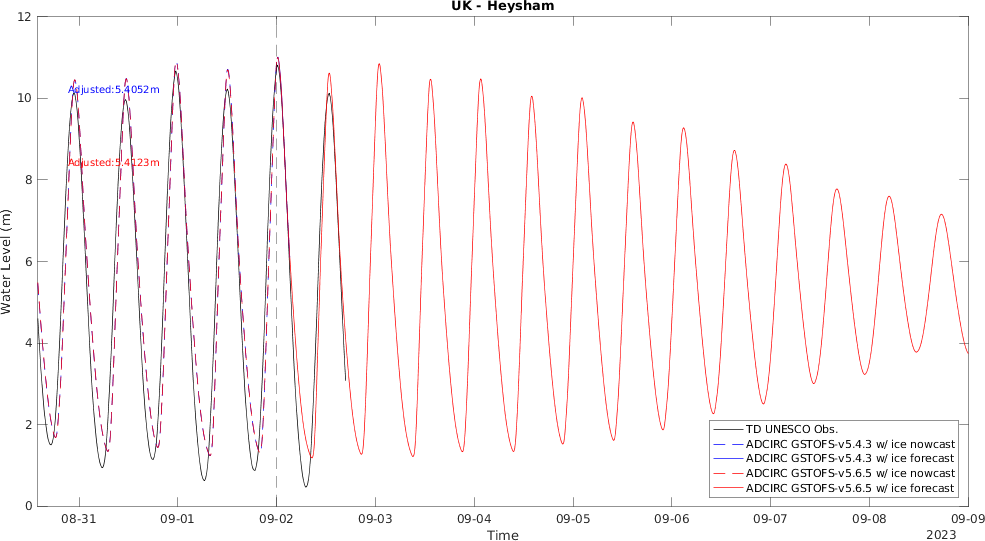 UK - Heysham
12
10
8
6
4
2
0
Water Level (m)
Adjusted:5.4052m
Adjusted:5.4123m
TD UNESCO Obs.
ADCIRC GSTOFS-v5.4.3 w/ ice nowcast
ADCIRC GSTOFS-v5.4.3 w/ ice forecast
ADCIRC GSTOFS-v5.6.5 w/ ice nowcast
ADCIRC GSTOFS-v5.6.5 w/ ice forecast
08-31 09-01 09-02 09-03 09-04 09-05 09-06 09-07 09-08 09-09
Time
2023